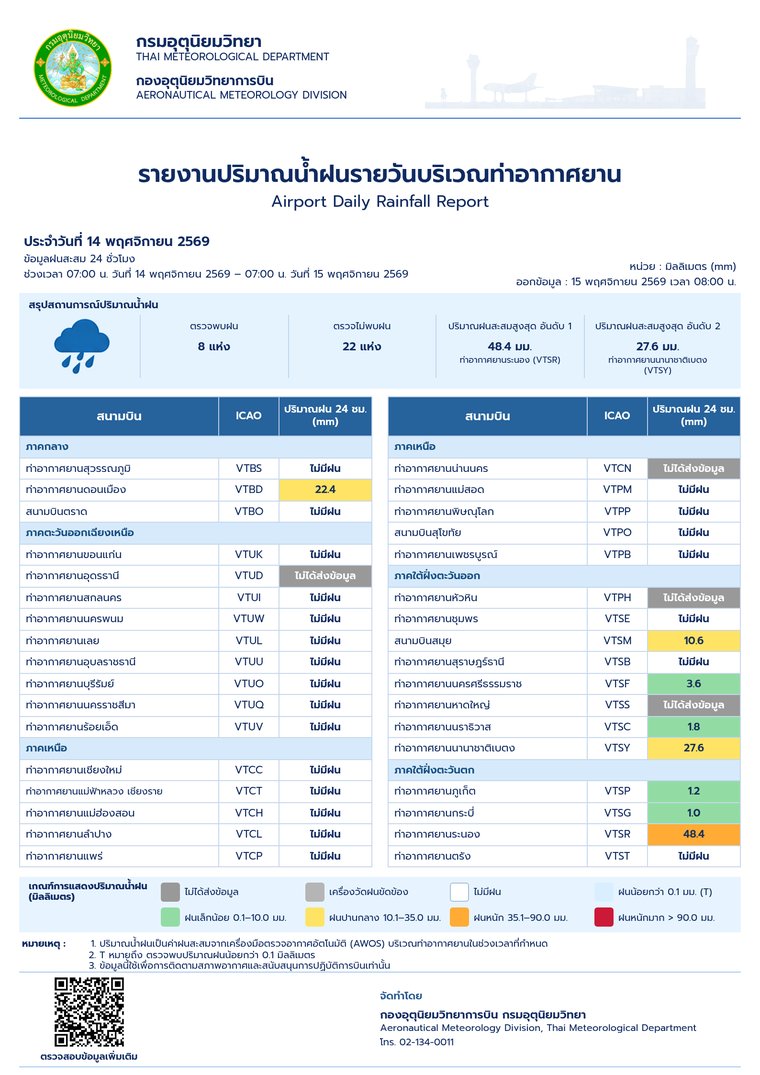 กรมอุตุนิยมวิทยา
THAI METEOROLOGICAL DEPARTMENT
กองอุตุนิยมวิทยาการบิน
AERONAUTICAL METEOROLOGY DIVISION
กรมอุตุนิยมวิทยา
METEOROLOGICAL DEPARTMENT
รายงานปริมาณน้ำฝนรายวันบริเวณท่าอากาศยาน
Airport Daily Rainfall Report
ประจำวันที่ 14 พฤศจิกายน 2569
ข้อมูลฝนสะสม 24 ชั่วโมง
ช่วงเวลา 07:00 น. วันที่ 14 พฤศจิกายน 2569 – 07:00 น. วันที่ 15 พฤศจิกายน 2569
หน่วย : มิลลิเมตร (mm)
ออกข้อมูล : 15 พฤศจิกายน 2569 เวลา 08:00 น.
สรุปสถานการณ์ปริมาณน้ำฝน
ตรวจพบฝน
8 แห่ง
ตรวจไม่พบฝน
22 แห่ง
ปริมาณฝนสะสมสูงสุด อันดับ 1
48.4 มม.
ท่าอากาศยานระนอง (VTSR)
ปริมาณฝนสะสมสูงสุด อันดับ 2
27.6 มม.
ท่าอากาศยานนานาชาติเบตง
(VTSY)
สนามบิน ICAO ปริมาณฝน 24 ชม. (mm)
ภาคกลาง
ท่าอากาศยานสุวรรณภูมิ VTBS ไม่มีฝน
ท่าอากาศยานดอนเมือง VTBD 22.4
สนามบินตราด VTBO ไม่มีฝน
ภาคตะวันออกเฉียงเหนือ
ท่าอากาศยานขอนแก่น VTUK ไม่มีฝน
ท่าอากาศยานอุดรธานี VTUD ไม่ได้ส่งข้อมูล
ท่าอากาศยานสกลนคร VTUI ไม่มีฝน
ท่าอากาศยานนครพนม VTUW ไม่มีฝน
ท่าอากาศยานเลย VTUL ไม่มีฝน
ท่าอากาศยานอุบลราชธานี VTUU ไม่มีฝน
ท่าอากาศยานบุรีรัมย์ VTUO ไม่มีฝน
ท่าอากาศยานนครราชสีมา VTUQ ไม่มีฝน
ท่าอากาศยานร้อยเอ็ด VTUV ไม่มีฝน
ภาคเหนือ
ท่าอากาศยานเชียงใหม่ VTCC ไม่มีฝน
ท่าอากาศยานแม่ฟ้าหลวง เชียงราย VTCT ไม่มีฝน
ท่าอากาศยานแม่ฮ่องสอน VTCH ไม่มีฝน
ท่าอากาศยานลำปาง VTCL ไม่มีฝน
ท่าอากาศยานแพร่ VTCP ไม่มีฝน
สนามบิน ICAO ปริมาณฝน 24 ชม. (mm)
ภาคเหนือ
ท่าอากาศยานน่านนคร VTCN ไม่ได้ส่งข้อมูล
ท่าอากาศยานแม่สอด VTPM ไม่มีฝน
ท่าอากาศยานพิษณุโลก VTPP ไม่มีฝน
สนามบินสุโขทัย VTPO ไม่มีฝน
ท่าอากาศยานเพชรบูรณ์ VTPB ไม่มีฝน
ภาคใต้ฝั่งตะวันออก
ท่าอากาศยานหัวหิน VTPH ไม่ได้ส่งข้อมูล
ท่าอากาศยานชุมพร VTSE ไม่มีฝน
สนามบินสมุย VTSM 10.6
ท่าอากาศยานสุราษฎร์ธานี VTSB ไม่มีฝน
ท่าอากาศยานนครศรีธรรมราช VTSF 3.6
ท่าอากาศยานหาดใหญ่ VTSS ไม่ได้ส่งข้อมูล
ท่าอากาศยานนราธิวาส VTSC 1.8
ท่าอากาศยานนานาชาติเบตง VTSY 27.6
ภาคใต้ฝั่งตะวันตก
ท่าอากาศยานภูเก็ต VTSP 1.2
ท่าอากาศยานกระบี่ VTSG 1.0
ท่าอากาศยานระนอง VTSR 48.4
ท่าอากาศยานตรัง VTST ไม่มีฝน
เกณฑ์การแสดงปริมาณน้ำฝน
(มิลลิเมตร)
ไม่ได้ส่งข้อมูล เครื่องวัดฝนขัดข้อง ไม่มีฝน ฝนน้อยกว่า 0.1 มม. (T)
ฝนเล็กน้อย 0.1–10.0 มม. ฝนปานกลาง 10.1–35.0 มม. ฝนหนัก 35.1–90.0 มม. ฝนหนักมาก > 90.0 มม.
หมายเหตุ : 1. ปริมาณน้ำฝนเป็นค่าฝนสะสมจากเครื่องมือตรวจอากาศอัตโนมัติ (AWOS) บริเวณท่าอากาศยานในช่วงเวลาที่กำหนด
2. T หมายถึง ตรวจพบปริมาณฝนน้อยกว่า 0.1 มิลลิเมตร
3. ข้อมูลนี้ใช้เพื่อการติดตามสภาพอากาศและสนับสนุนการปฏิบัติการบินเท่านั้น
ตรวจสอบข้อมูลเพิ่มเติม
จัดทำโดย
กองอุตุนิยมวิทยาการบิน กรมอุตุนิยมวิทยา
Aeronautical Meteorology Division, Thai Meteorological Department
โทร. 02-134-0011